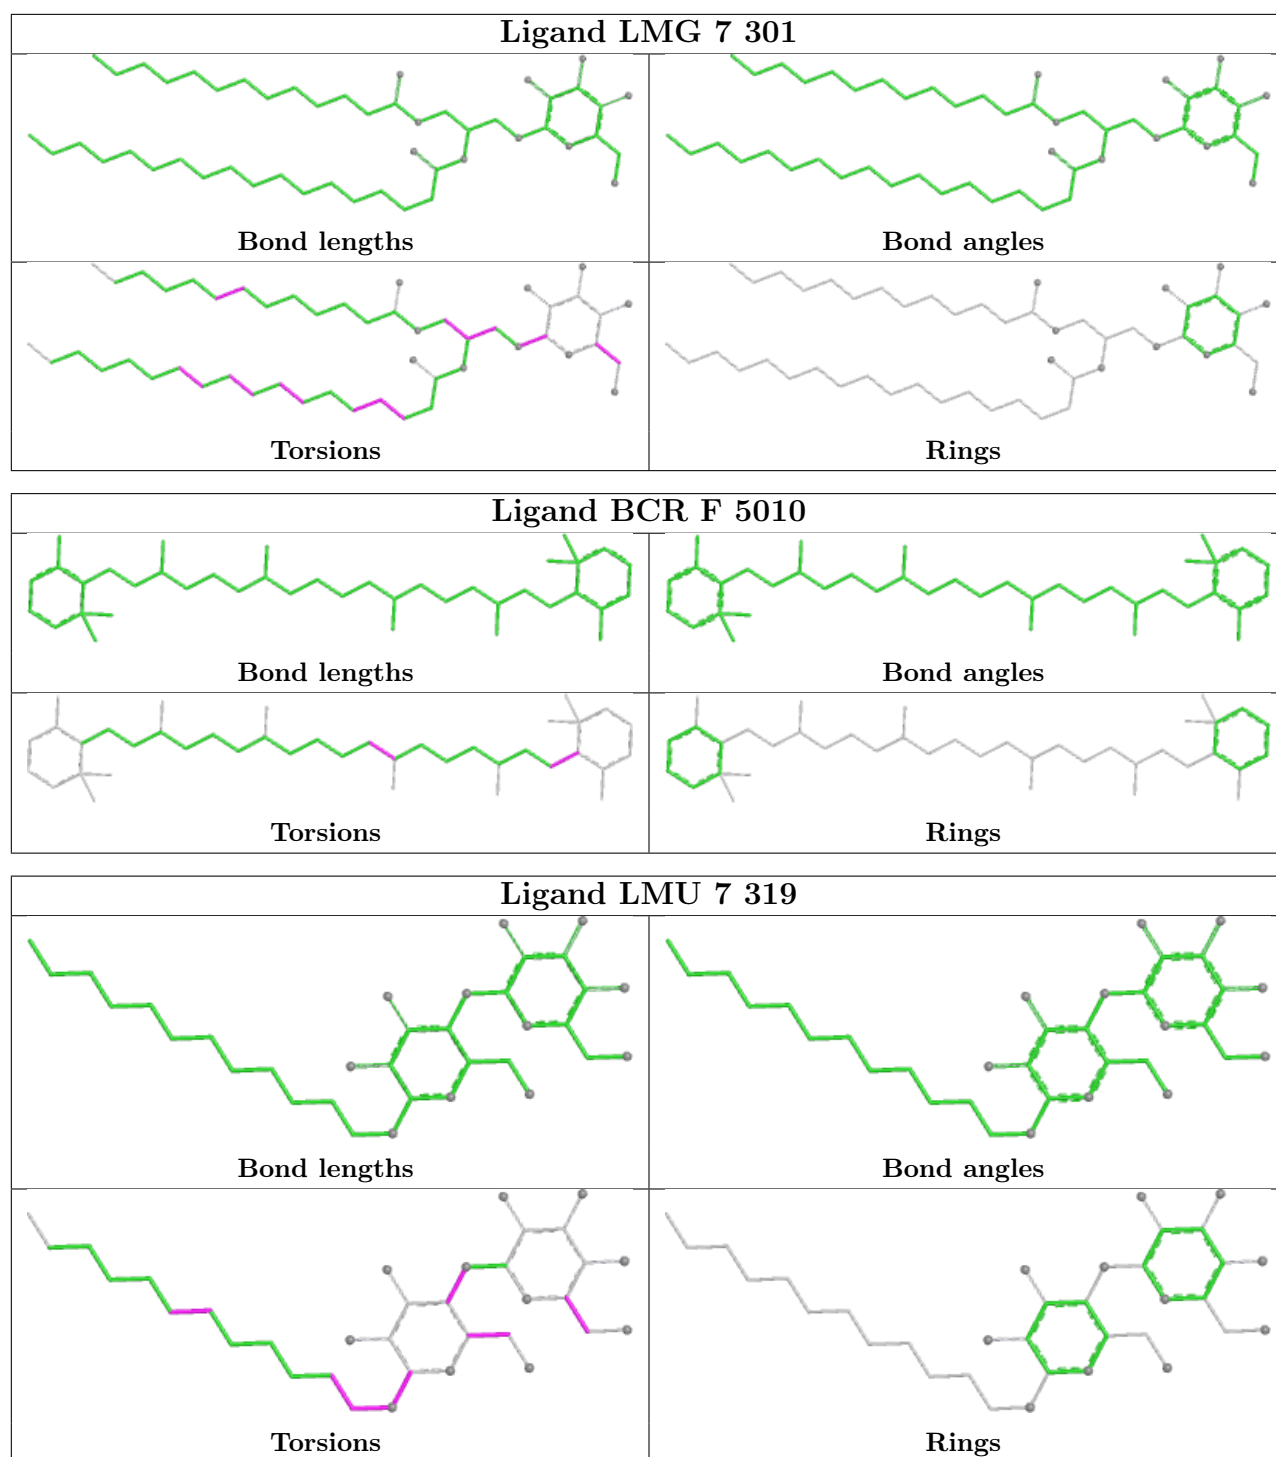 Ligand LMG 7 301
Bond lengths
Bond angles
Torsions
Rings
Ligand BCR F 5010
Bond lengths
Bond angles
Torsions
Rings
Ligand LMU 7 319
Bond lengths
Bond angles
Torsions
Rings